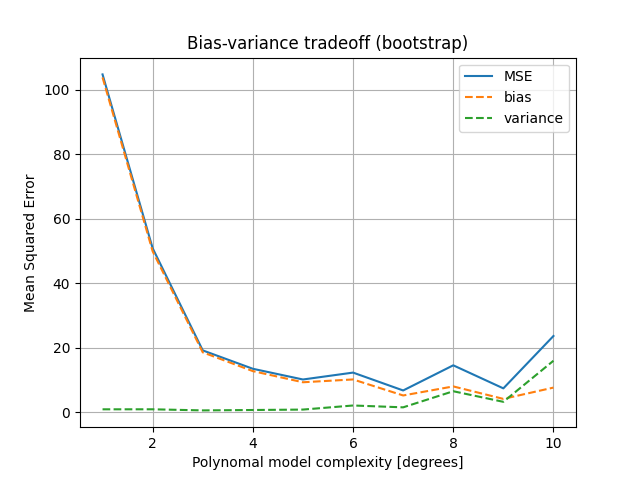 Bias-variance tradeoff (bootstrap)
MSE
bias
variance
Mean Squared Error
100
80
60
40
20
0
2 4 6 8 10
Polynomal model complexity [degrees]